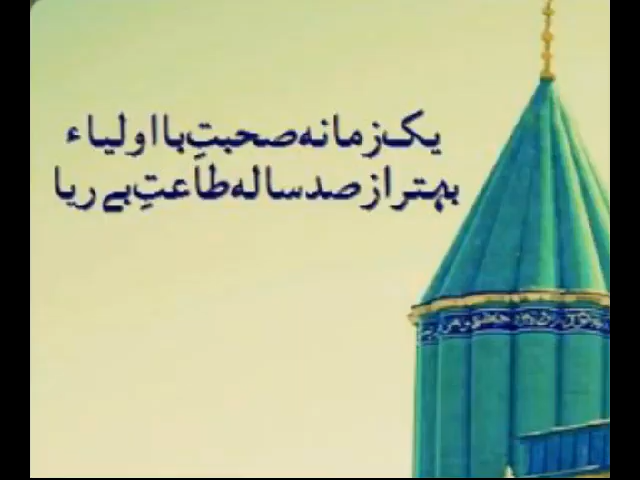 یک زمانہ صحبتِ با اولیاء
بہتر از صد سالہ طاعتِ بے ریا